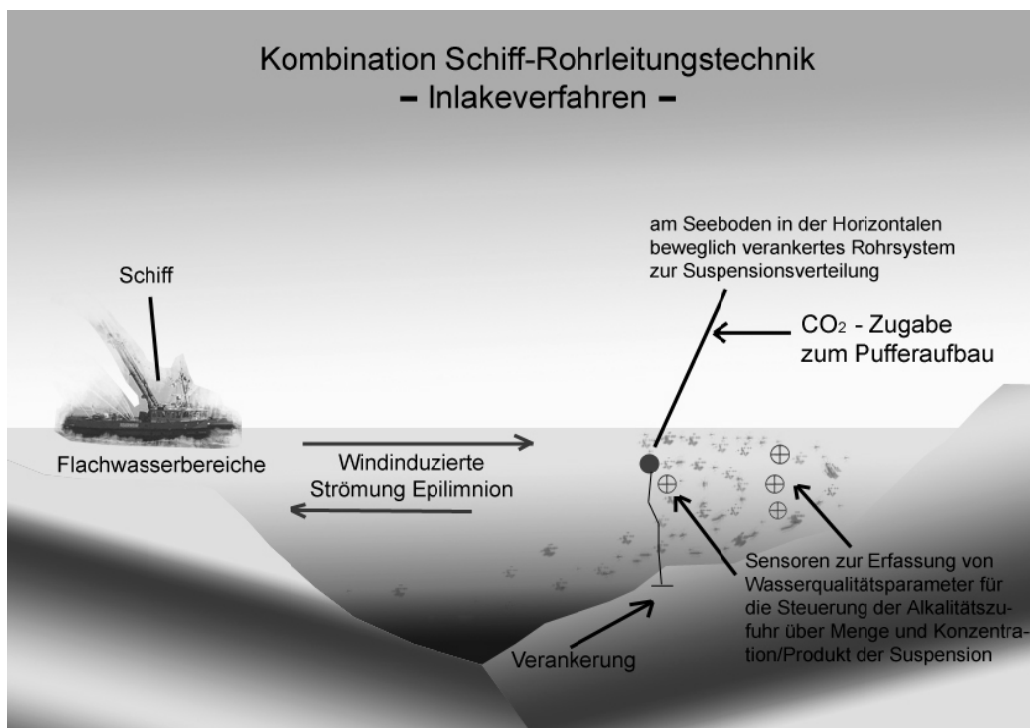 Kombination Schiff-Rohrleitungstechnik
– Inlakeverfahren –
am Seeboden in der Horizontalen
beweglich verankertes Rohrsystem
zur Suspensionsverteilung
Schiff
CO₂ - Zugabe
zum Pufferaufbau
Flachwasserbereiche
Windinduzierte
Strömung Epilimnion
Sensoren zur Erfassung von
Wasserqualitätsparameter für
die Steuerung der Alkalitätszu-
fuhr über Menge und Konzentra-
tion/Produkt der Suspension
Verankerung